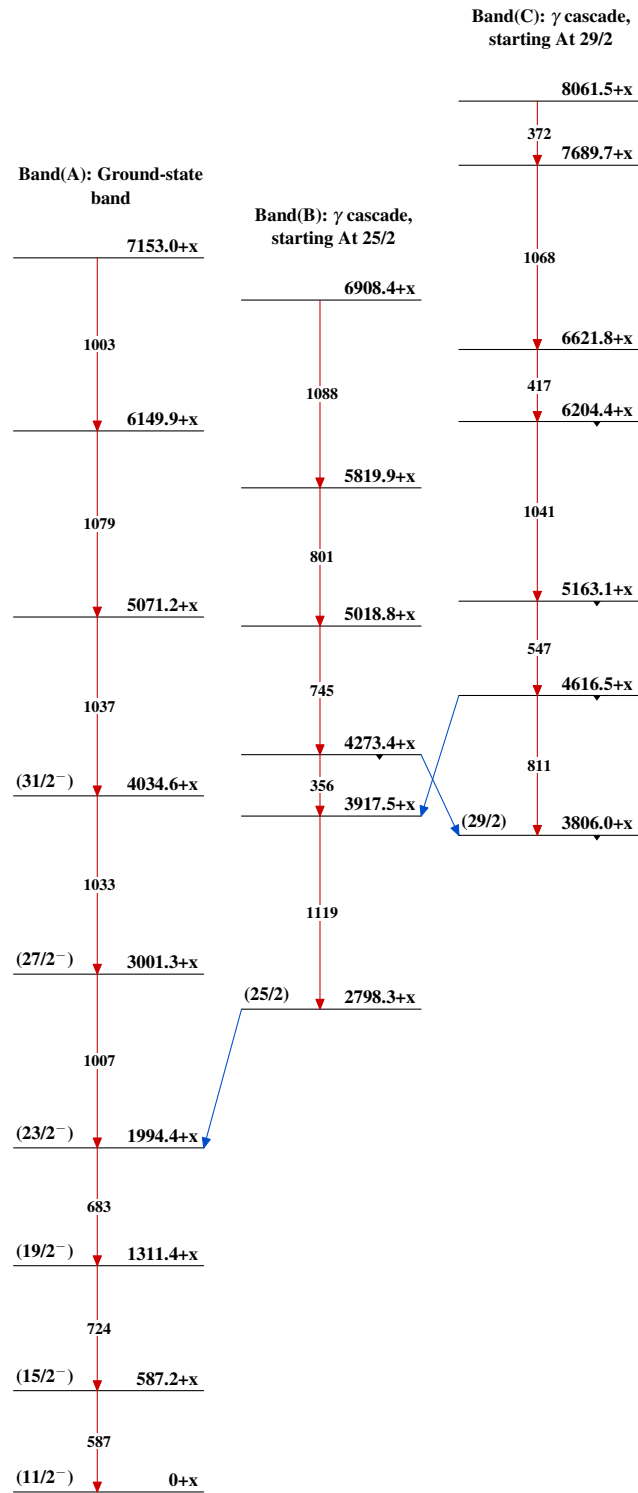 Band(A): Ground-state
band
7153.0+x
1003
6149.9+x
1079
5071.2+x
1037
(31/2−) 4034.6+x
1033
(27/2−) 3001.3+x
1007
(23/2−) 1994.4+x
683
(19/2−) 1311.4+x
724
(15/2−) 587.2+x
587
(11/2−) 0+x
Band(B): γ cascade,
starting At 25/2
6908.4+x
1088
5819.9+x
801
5018.8+x
745
4273.4+x
356
3917.5+x
1119
(25/2) 2798.3+x
Band(C): γ cascade,
starting At 29/2
8061.5+x
372
7689.7+x
1068
6621.8+x
417
6204.4+x
1041
5163.1+x
547
4616.5+x
811
(29/2) 3806.0+x